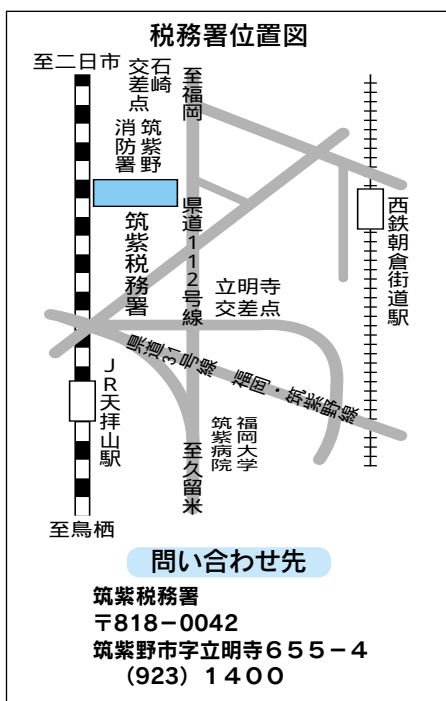 税務署位置図
至二日市
石崎
交差点
至福岡
筑紫野
消防署
筑紫税務署
県道112号線
立明寺
交差点
西鉄朝倉街道駅
県道31号線 福岡・筑紫野線
JR天拝山駅
福岡大学
筑紫病院
至久留米
至鳥栖
問い合わせ先
筑紫税務署
〒818－0042
筑紫野市字立明寺655－4
(923) 1400